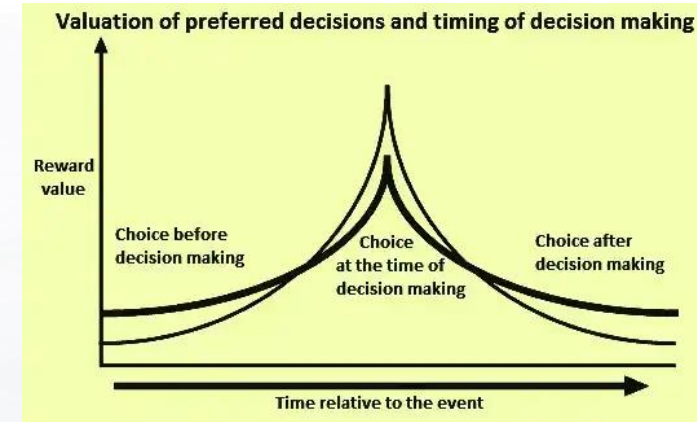 Valuation of preferred decisions and timing of decision making
Reward
value
Choice before
decision making
Choice
at the time of
decision making
Choice after
decision making
Time relative to the event